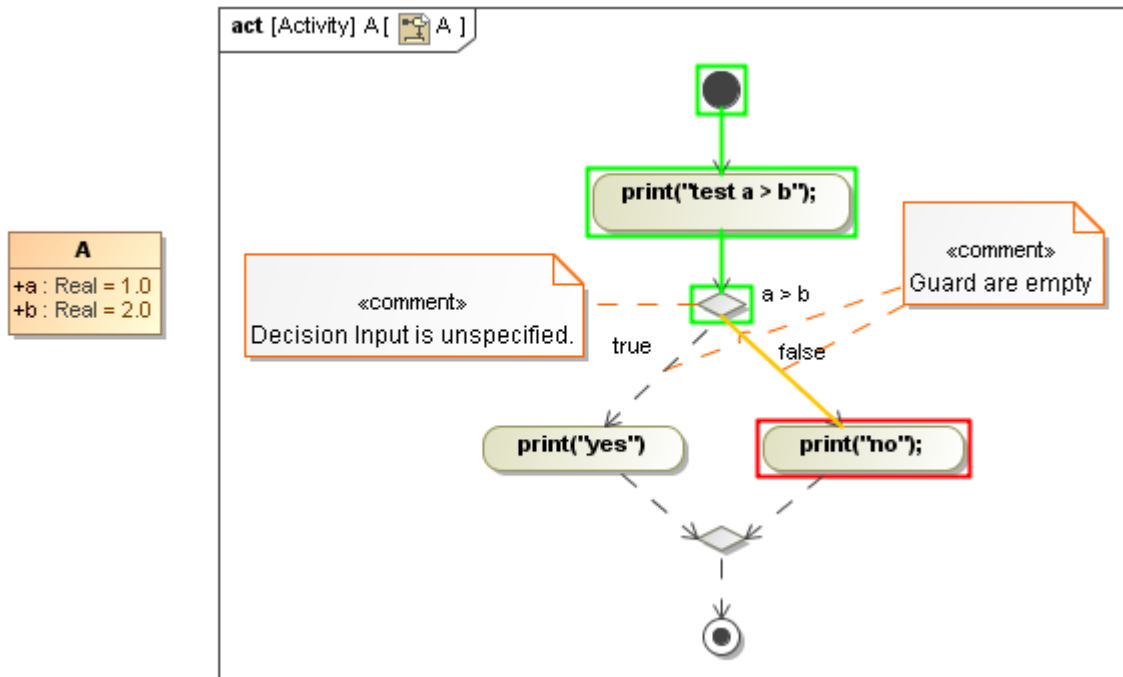 act [Activity] A [ A ]
print("test a > b");
A
+a : Real = 1.0
+b : Real = 2.0
«comment»
Decision Input is unspecified.
«comment»
Guard are empty
a > b
true
false
print("yes")
print("no");